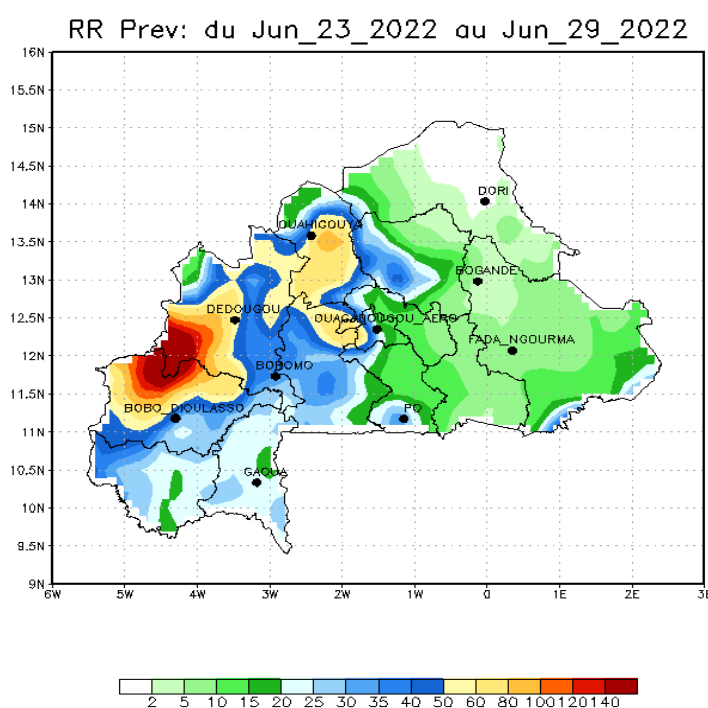 RR Prev: du Jun_23_2022 au Jun_29_2022
16N
15.5N
15N
14.5N
14N
13.5N
13N
12.5N
12N
11.5N
11N
10.5N
10N
9.5N
9N
DORI
OUAHIGOUYA
BOGANDE
DEDOUGOU
OUAGADOUGOU_AERO
FADA_NGOURMA
BOROMO
BOBO_DIOULASSO
PO
GAOUA
6W 5W 4W 3W 2W 1W 0 1E 2E 3E
2 5 10 15 20 25 30 35 40 50 60 80 100 120 140